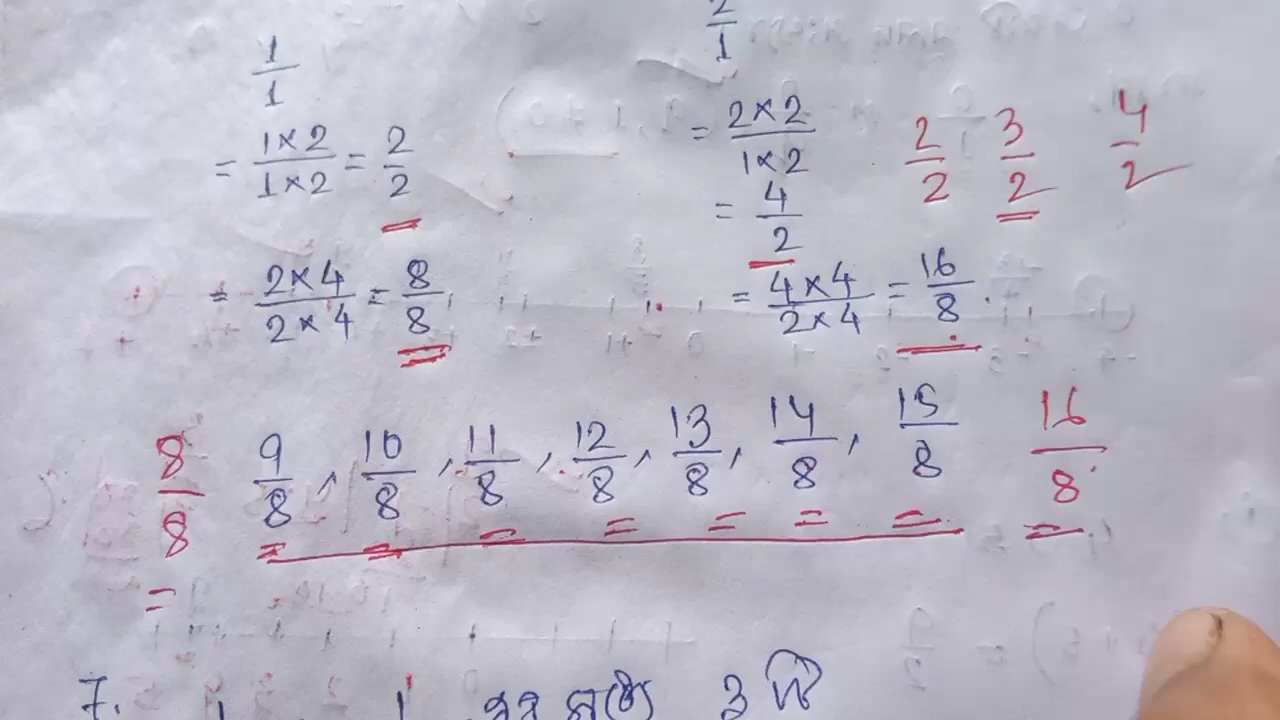 1/1 2/1
= 1×2/1×2 = 2/2 = 2×2/1×2 2/2 3/2 4/2
= 4/2
= 2×4/2×4 = 8/8 = 4×4/2×4 = 16/8.
8/8 9/8, 10/8, 11/8, 12/8, 13/8, 14/8, 15/8 16/8
7. 3 টি